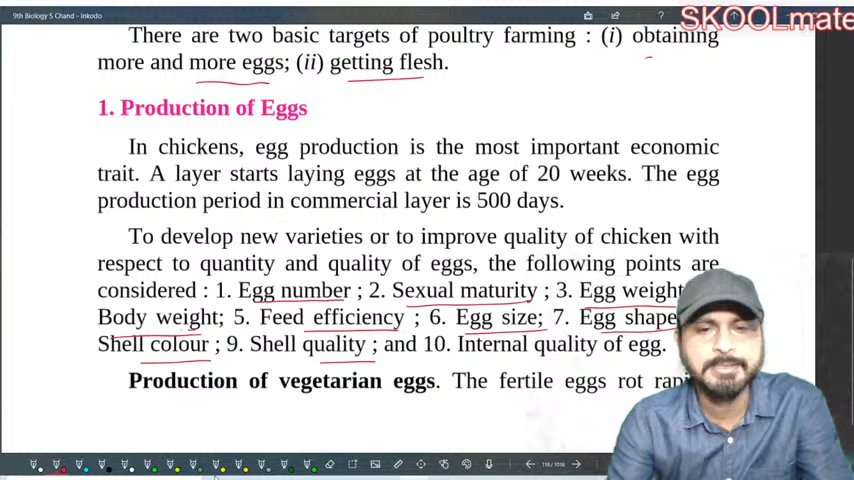 9th Biology S Chand - Inkodo
SKOOLmate
There are two basic targets of poultry farming : (i) obtaining
more and more eggs; (ii) getting flesh.
1. Production of Eggs
In chickens, egg production is the most important economic
trait. A layer starts laying eggs at the age of 20 weeks. The egg
production period in commercial layer is 500 days.
To develop new varieties or to improve quality of chicken with
respect to quantity and quality of eggs, the following points are
considered : 1. Egg number ; 2. Sexual maturity ; 3. Egg weight
Body weight; 5. Feed efficiency ; 6. Egg size; 7. Egg shape
Shell colour ; 9. Shell quality ; and 10. Internal quality of egg.
Production of vegetarian eggs. The fertile eggs rot
116 / 1016